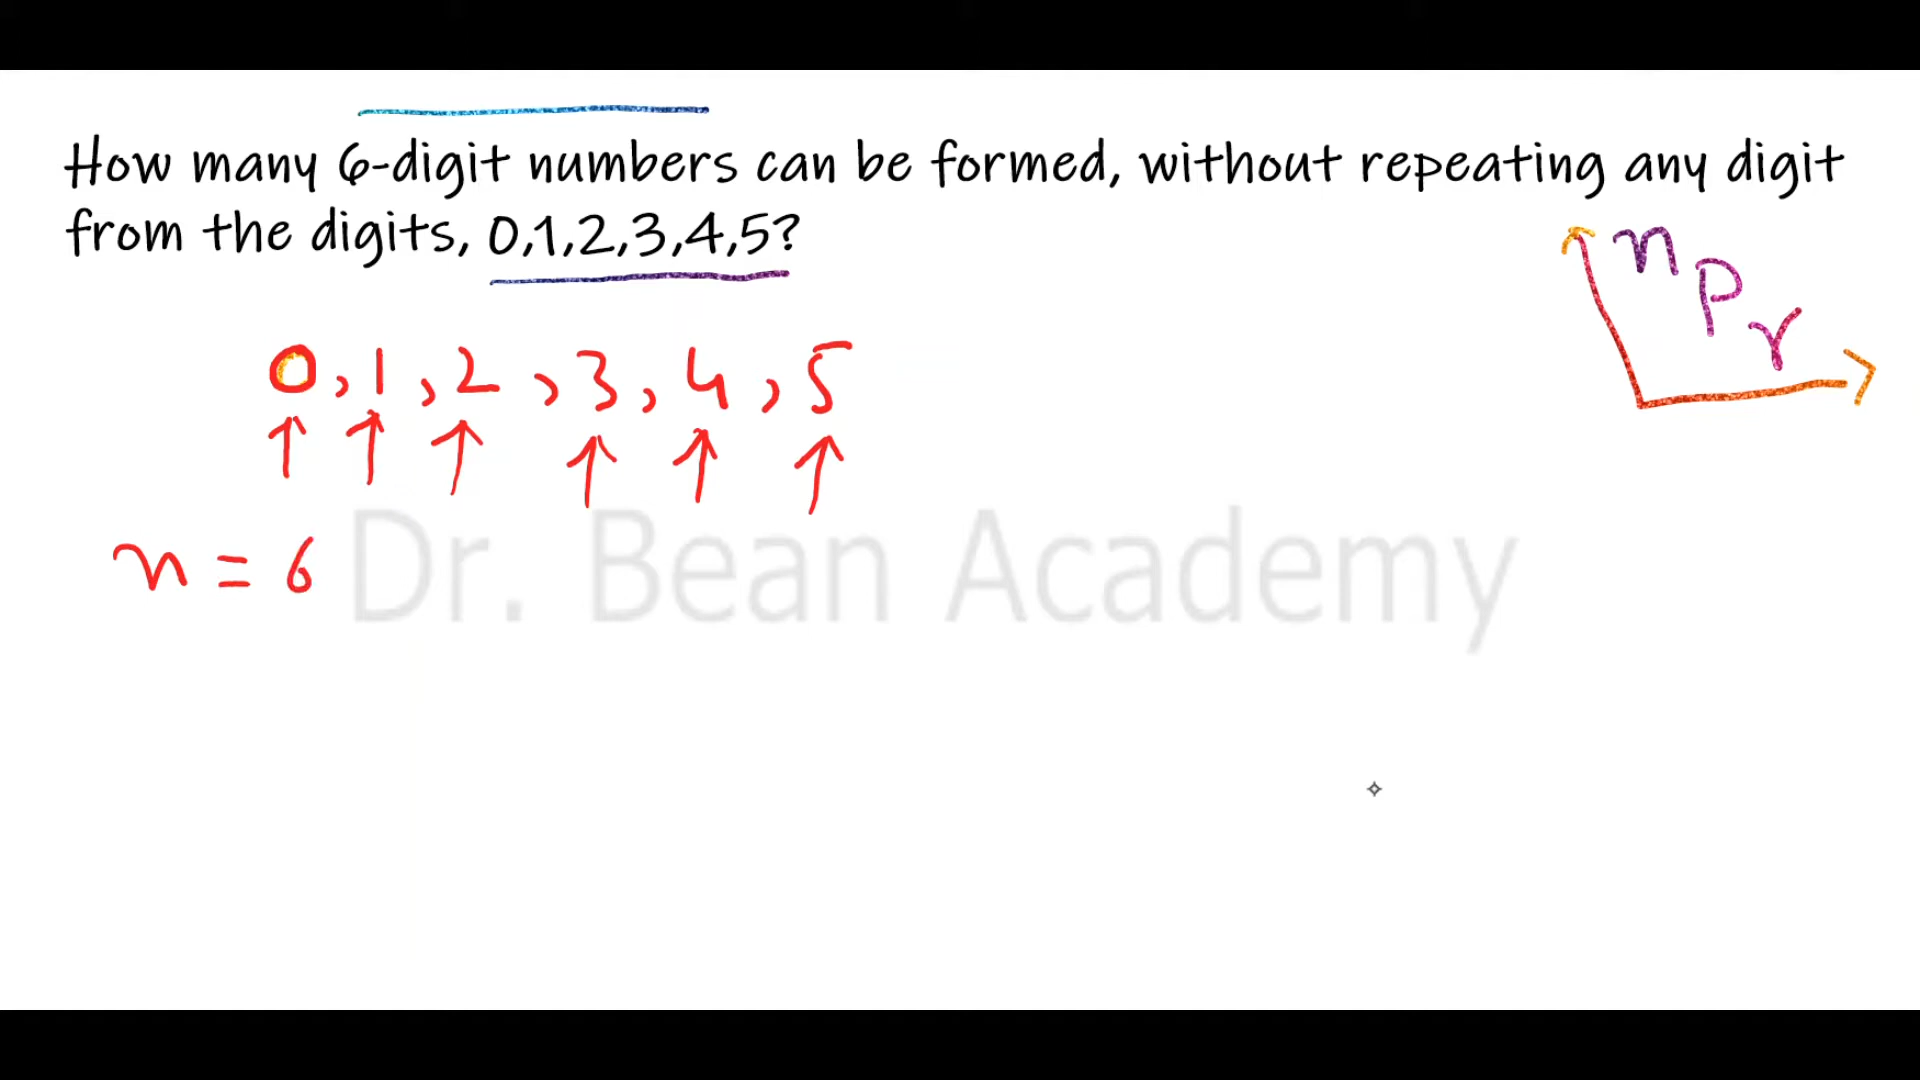 How many 6-digit numbers can be formed, without repeating any digit
from the digits, 0,1,2,3,4,5?
n P r
0, 1, 2, 3, 4, 5
n = 6
Dr. Bean Academy